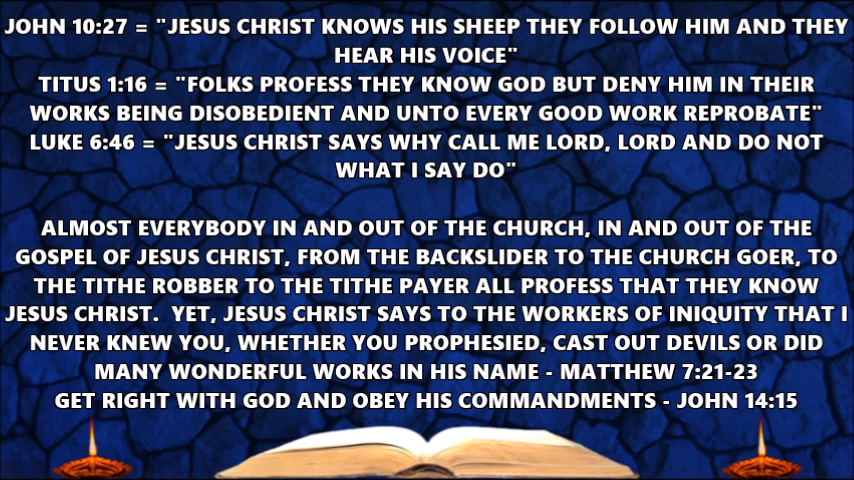 JOHN 10:27 = "JESUS CHRIST KNOWS HIS SHEEP THEY FOLLOW HIM AND THEY
HEAR HIS VOICE"
TITUS 1:16 = "FOLKS PROFESS THEY KNOW GOD BUT DENY HIM IN THEIR
WORKS BEING DISOBEDIENT AND UNTO EVERY GOOD WORK REPROBATE"
LUKE 6:46 = "JESUS CHRIST SAYS WHY CALL ME LORD, LORD AND DO NOT
WHAT I SAY DO"
ALMOST EVERYBODY IN AND OUT OF THE CHURCH, IN AND OUT OF THE
GOSPEL OF JESUS CHRIST, FROM THE BACKSLIDER TO THE CHURCH GOER, TO
THE TITHE ROBBER TO THE TITHE PAYER ALL PROFESS THAT THEY KNOW
JESUS CHRIST.  YET, JESUS CHRIST SAYS TO THE WORKERS OF INIQUITY THAT I
NEVER KNEW YOU, WHETHER YOU PROPHESIED, CAST OUT DEVILS OR DID
MANY WONDERFUL WORKS IN HIS NAME - MATTHEW 7:21-23
GET RIGHT WITH GOD AND OBEY HIS COMMANDMENTS - JOHN 14:15